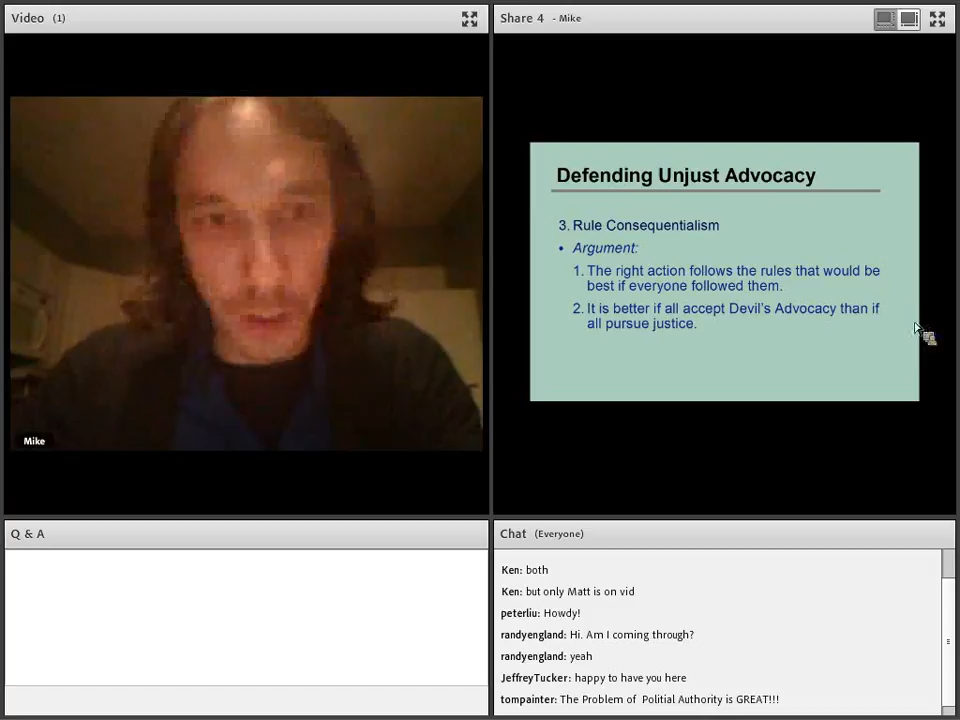 Video (1)
Share 4 - Mike
Defending Unjust Advocacy
3. Rule Consequentialism
• Argument:
1. The right action follows the rules that would be
best if everyone followed them.
2. It is better if all accept Devil's Advocacy than if
all pursue justice.
Mike
Q & A
Chat (Everyone)
Ken: both
Ken: but only Matt is on vid
peterliu: Howdy!
randyengland: Hi. Am I coming through?
randyengland: yeah
JeffreyTucker: happy to have you here
tompainter: The Problem of Politial Authority is GREAT!!!